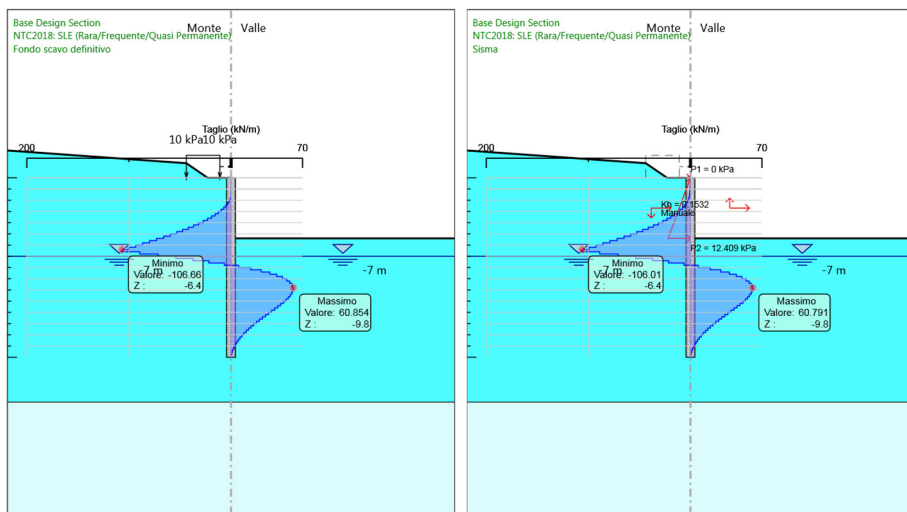 Base Design Section
NTC2018: SLE (Rara/Frequente/Quasi Permanente)
Fondo scavo definitivo
Monte
Valle
Taglio (kN/m)
200
70
10 kPa
10 kPa
-7 m
-7 m
Minimo
Valore: -106.66
Z : -6.4
Massimo
Valore: 60.854
Z : -9.8
Base Design Section
NTC2018: SLE (Rara/Frequente/Quasi Permanente)
Sisma
Monte
Valle
Taglio (kN/m)
200
70
P1 = 0 kPa
Kh = 0.1532
Manuale
P2 = 12.409 kPa
-7 m
-7 m
Minimo
Valore: -106.01
Z : -6.4
Massimo
Valore: 60.791
Z : -9.8